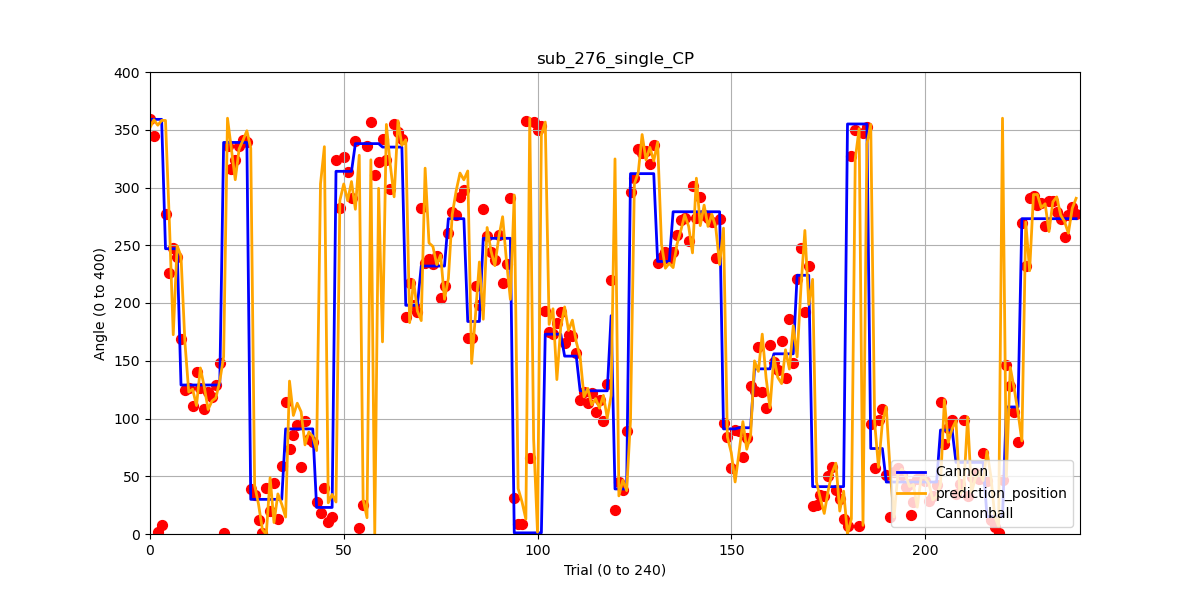 sub_276_single_CP
400
350
300
250
200
150
100
50
0
Angle (0 to 400)
0
50
100
150
200
Trial (0 to 240)
Cannon
prediction_position
Cannonball